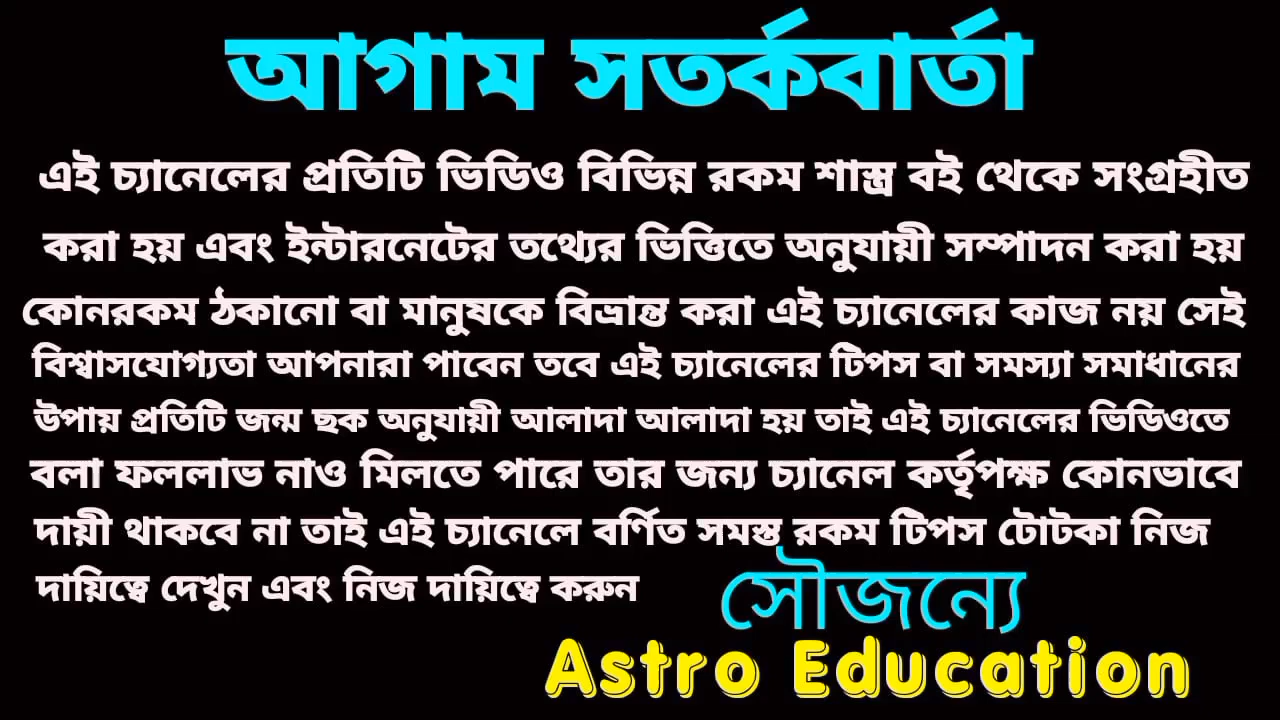 আগাম সতর্কবার্তা
এই চ্যানেলের প্রতিটি ভিডিও বিভিন্ন রকম শাস্ত্র বই থেকে সংগ্রহীত
করা হয় এবং ইন্টারনেটের তথ্যের ভিত্তিতে অনুযায়ী সম্পাদন করা হয়
কোনরকম ঠকানো বা মানুষকে বিভ্রান্ত করা এই চ্যানেলের কাজ নয় সেই
বিশ্বাসযোগ্যতা আপনারা পাবেন তবে এই চ্যানেলের টিপস বা সমস্যা সমাধানের
উপায় প্রতিটি জন্ম ছক অনুযায়ী আলাদা আলাদা হয় তাই এই চ্যানেলের ভিডিওতে
বলা ফললাভ নাও মিলতে পারে তার জন্য চ্যানেল কর্তৃপক্ষ কোনভাবে
দায়ী থাকবে না তাই এই চ্যানেলে বর্ণিত সমস্ত রকম টিপস টোটকা নিজ
দায়িত্বে দেখুন এবং নিজ দায়িত্বে করুন
সৌজন্যে
Astro Education